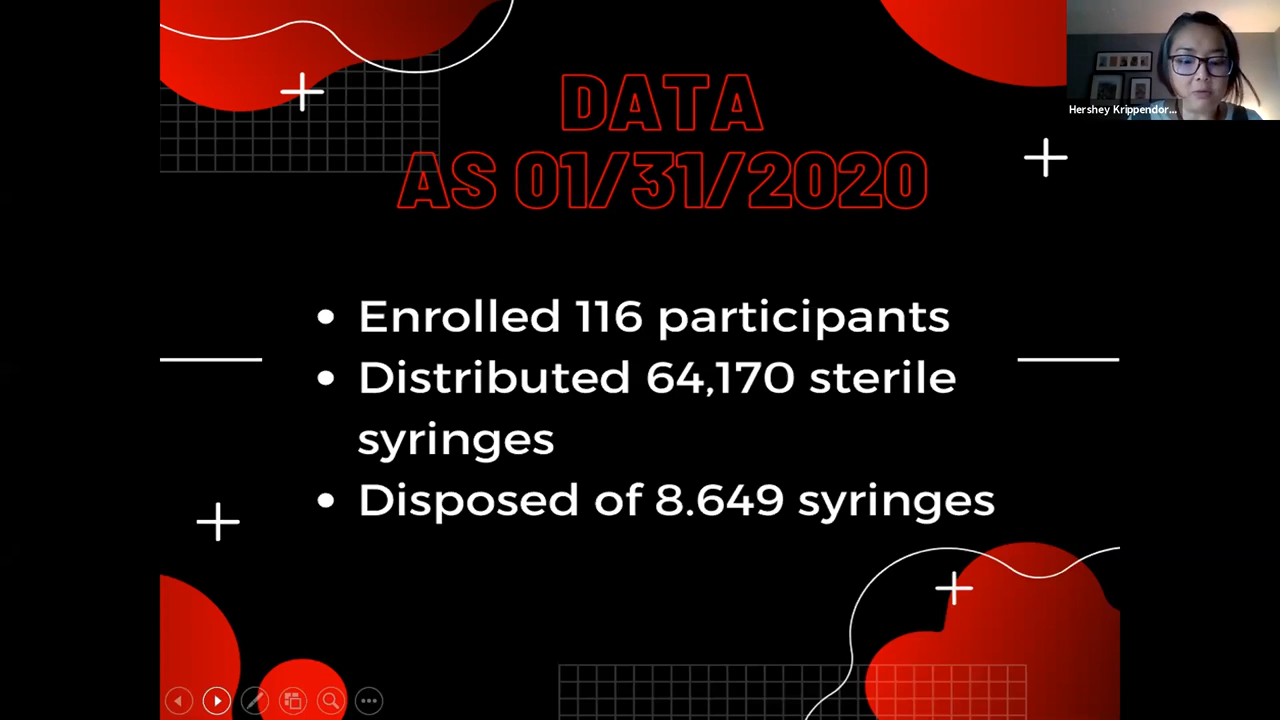 DATA
AS 01/31/2020
Hershey Krippendor...
• Enrolled 116 participants
• Distributed 64,170 sterile
syringes
• Disposed of 8.649 syringes